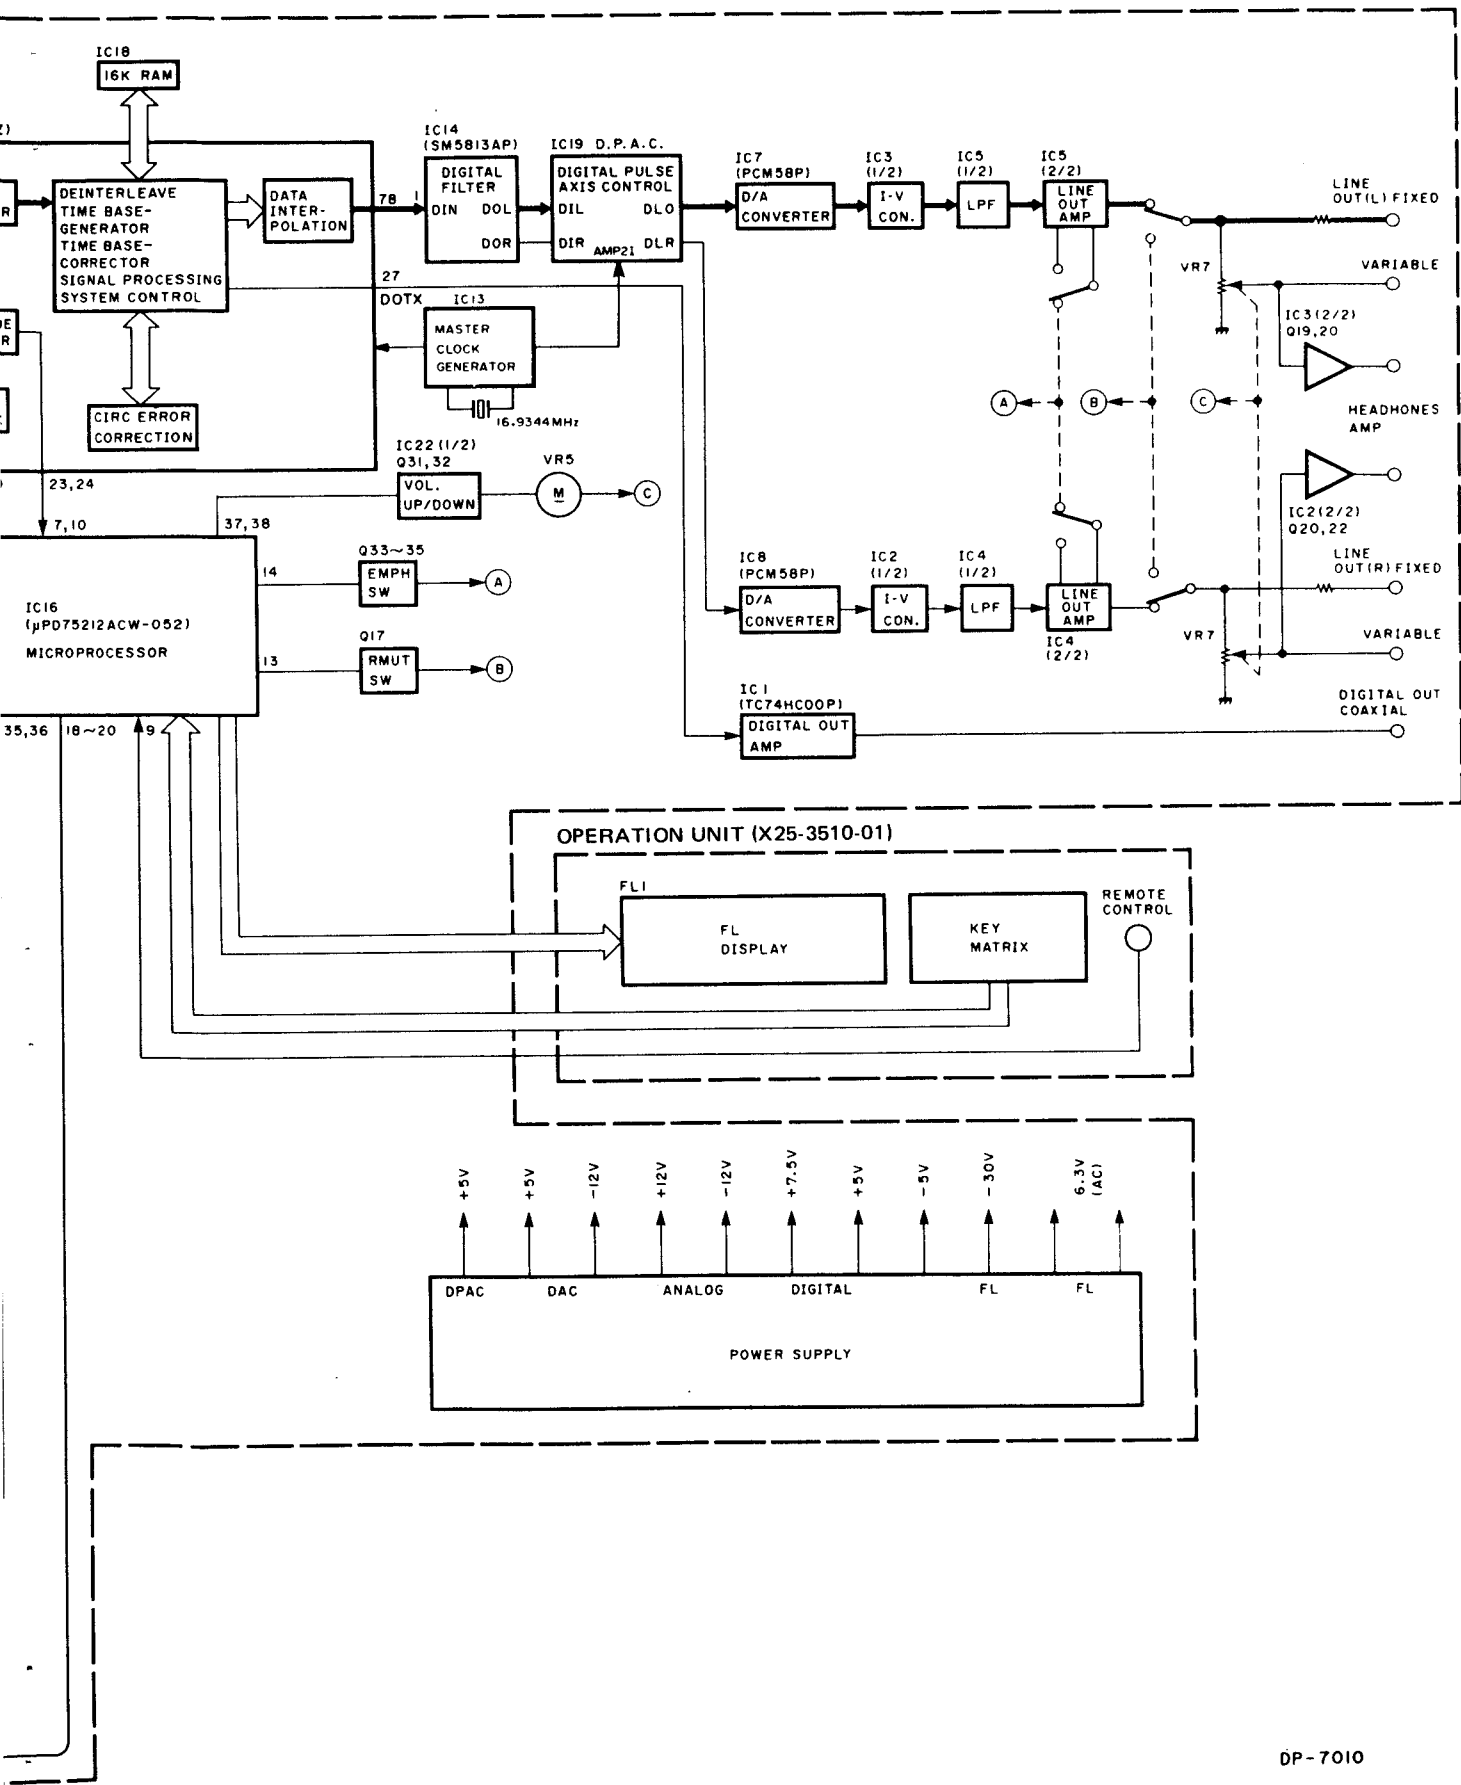 IC18
16K RAM
DEINTERLEAVE
TIME BASE-
GENERATOR
TIME BASE-
CORRECTOR
SIGNAL PROCESSING
SYSTEM CONTROL
DATA
INTER-
POLATION
78
1
IC14
(SM5813AP)
DIGITAL
FILTER
DIN DOL
DOR
IC19 D.P.A.C.
DIGITAL PULSE
AXIS CONTROL
DIL DLO
DIR DLR
AMP21
IC7
(PCM58P)
D/A
CONVERTER
IC3
(1/2)
I-V
CON.
IC5
(1/2)
LPF
IC5
(2/2)
LINE
OUT
AMP
LINE
OUT(L) FIXED
VR7
VARIABLE
27
DOTX
IC13
MASTER
CLOCK
GENERATOR
16.9344MHz
IC3(2/2)
Q19,20
A
B
C
HEADHONES
AMP
CIRC ERROR
CORRECTION
23,24
IC22(1/2)
Q31,32
VOL.
UP/DOWN
VR5
M
C
IC2(2/2)
Q20,22
7,10
37,38
14
Q33~35
EMPH
SW
A
IC16
(μPD75212ACW-052)
MICROPROCESSOR
13
Q17
RMUT
SW
B
IC8
(PCM58P)
D/A
CONVERTER
IC2
(1/2)
I-V
CON.
IC4
(1/2)
LPF
LINE
OUT
AMP
IC4
(2/2)
LINE
OUT(R) FIXED
VR7
VARIABLE
IC1
(TC74HC00P)
DIGITAL OUT
AMP
DIGITAL OUT
COAXIAL
35,36
18~20
9
OPERATION UNIT (X25-3510-01)
FL1
FL
DISPLAY
KEY
MATRIX
REMOTE
CONTROL
+5V
+5V
-12V
+12V
-12V
+7.5V
+5V
-5V
-30V
6.3V
(AC)
DPAC DAC ANALOG DIGITAL FL FL
POWER SUPPLY
DP-7010